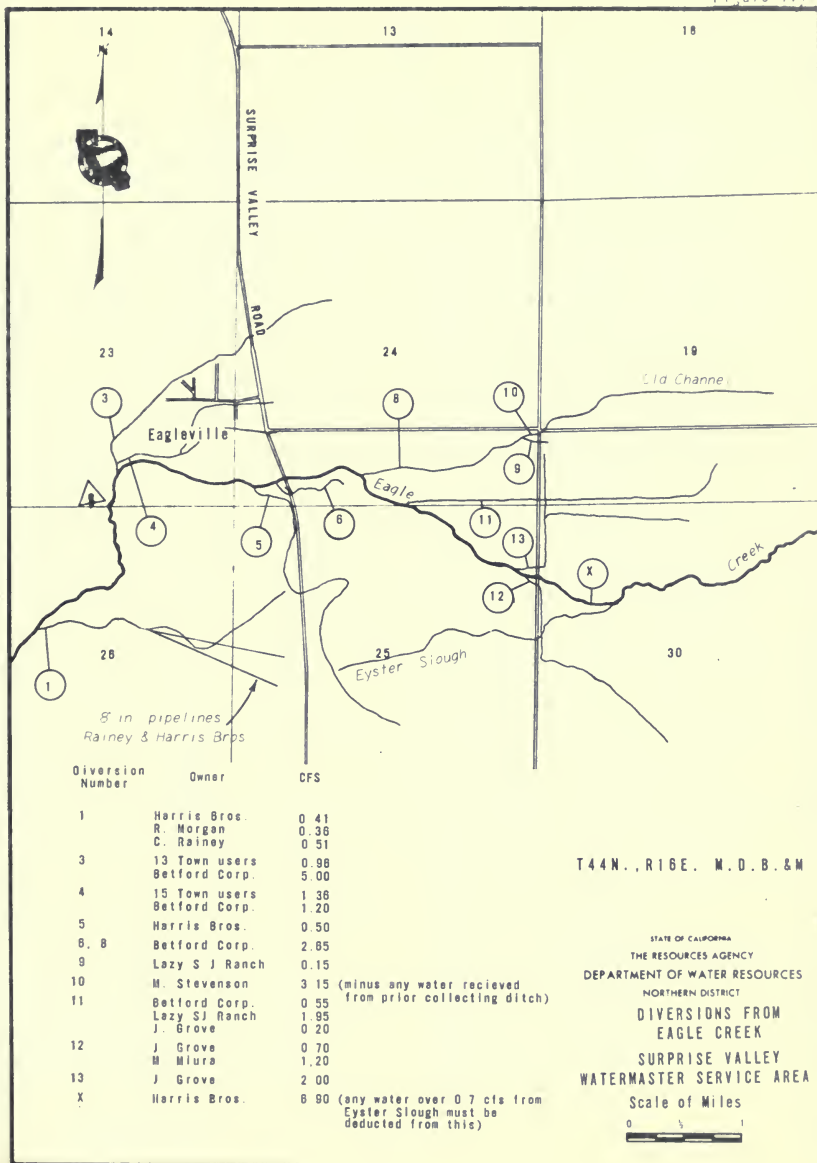 14
13
18
SURPRISE VALLEY
ROAD
23
24
19
Old Channel
3
8
10
Eagleville
9
Eagle
11
4
5
6
13
12
X
Creek
26
25
30
Eyster Slough
1
8 in pipelines
Rainey & Harris Bros
Diversion Number Owner CFS
1 Harris Bros. 0 41
R. Morgan 0.36
C. Rainey 0 51
3 13 Town users 0.98
Betford Corp. 5.00
4 15 Town users 1 36
Betford Corp. 1.20
5 Harris Bros. 0.50
6, 8 Betford Corp. 2.65
9 Lazy S J Ranch 0.15
10 M. Stevenson 3 15 (minus any water recieved
from prior collecting ditch)
11 Betford Corp. 0 55
Lazy SJ Ranch 1.95
J. Grove 0 20
12 J Grove 0 70
M Miura 1.20
13 J Grove 2 00
X Harris Bros. 6 90 (any water over 0 7 cfs from
Eyster Slough must be
deducted from this)
T44N., R16E. M.D.B.&M
STATE OF CALIFORNIA
THE RESOURCES AGENCY
DEPARTMENT OF WATER RESOURCES
NORTHERN DISTRICT
DIVERSIONS FROM
EAGLE CREEK
SURPRISE VALLEY
WATERMASTER SERVICE AREA
Scale of Miles
0 ½ 1